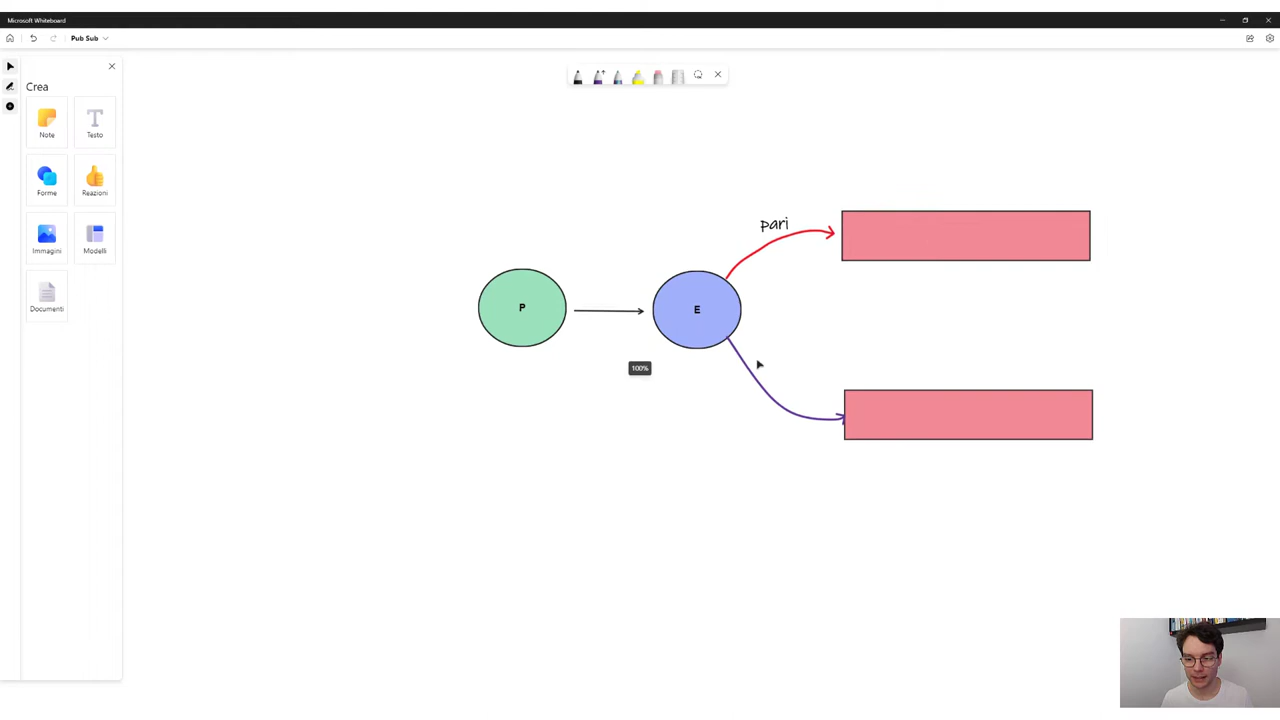 Microsoft Whiteboard
Pub Sub
Crea
Note
Testo
Forme
Reazioni
Immagini
Modelli
Documenti
pari
P
E
100%